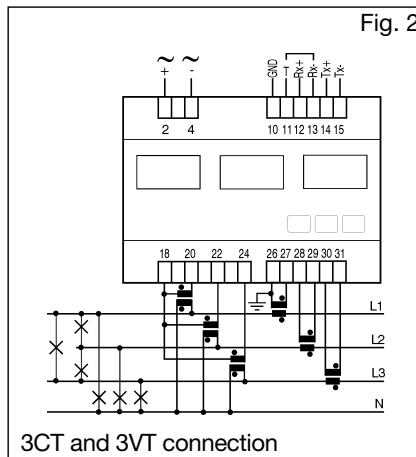 Fig. 2
~ ~
+ -
GND T Rx+ Rx- Tx+ Tx-
2 4 10 11 12 13 14 15
18 20 22 24 26 27 28 29 30 31
L1
L2
L3
N
3CT and 3VT connection